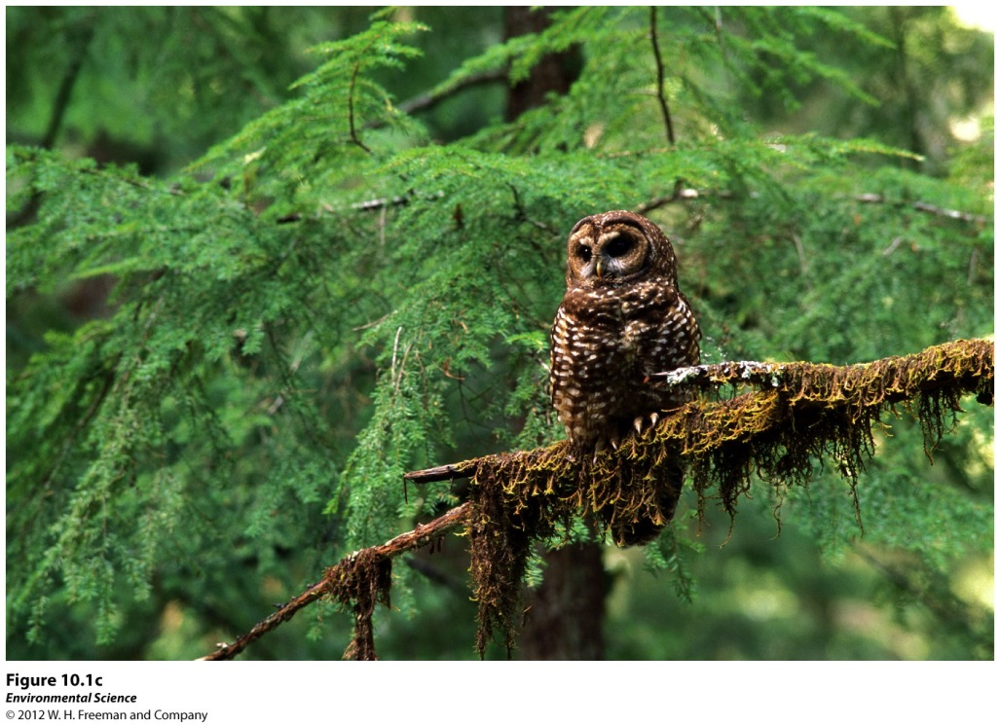 Figure 10.1c
Environmental Science
© 2012 W. H. Freeman and Company